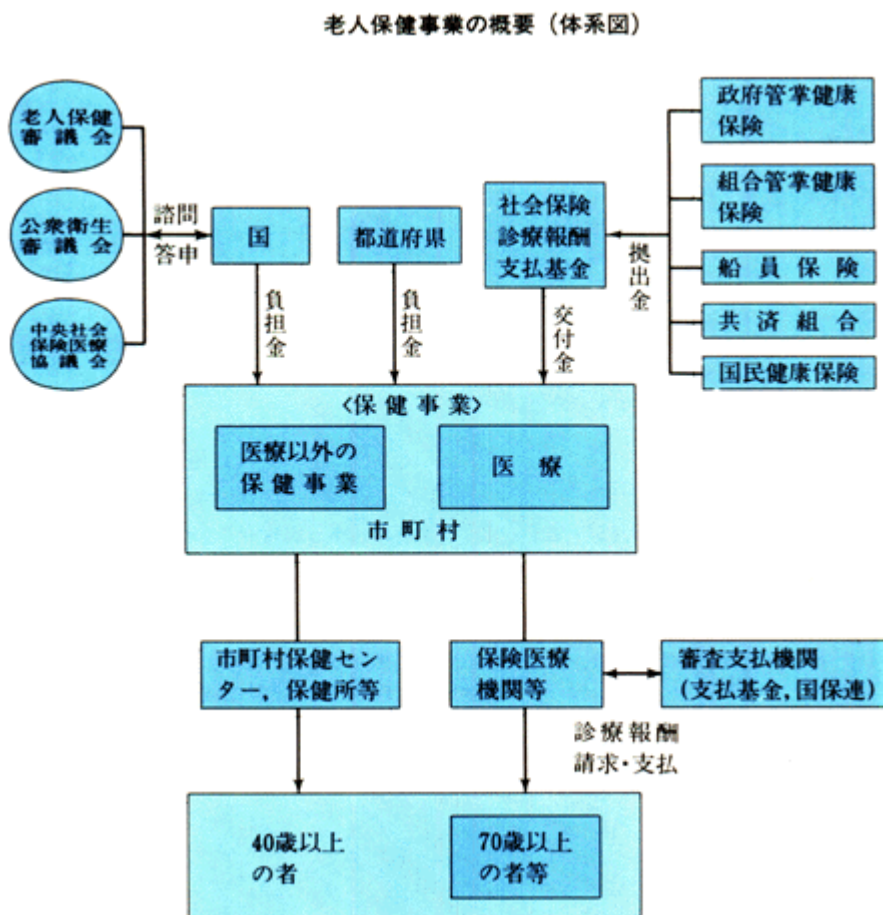 老人保健事業の概要（体系図）
老人保健
審議会
公衆衛生
審議会
中央社会
保険医療
協議会
諮問
答申
国
都道府県
社会保険
診療報酬
支払基金
拠出金
政府管掌健康
保険
組合管掌健康
保険
船員保険
共済組合
国民健康保険
負担金
負担金
交付金
〈保健事業〉
医療以外の
保健事業
医療
市町村
市町村保健セン
ター，保健所等
保険医療
機関等
審査支払機関
(支払基金,国保連)
診療報酬
請求・支払
40歳以上
の者
70歳以上
の者等